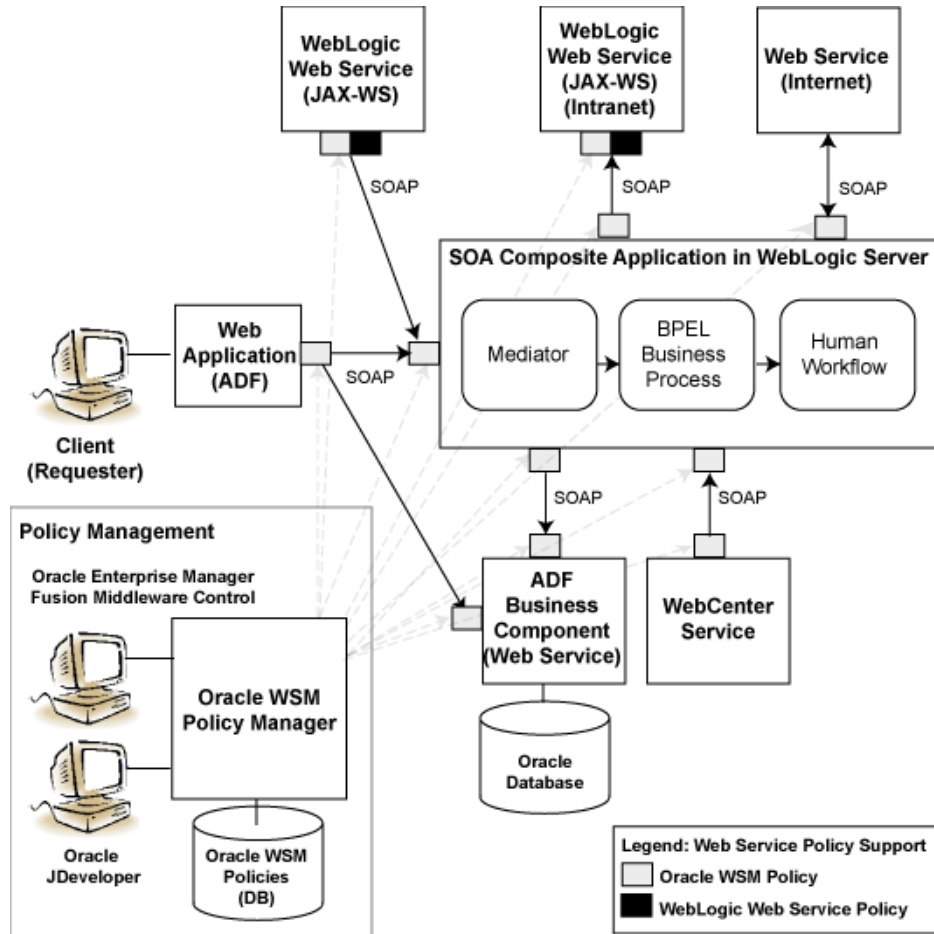 WebLogic
Web Service
(JAX-WS)
WebLogic
Web Service
(JAX-WS)
(Intranet)
Web Service
(Internet)
SOAP
SOAP
SOAP
SOA Composite Application in WebLogic Server
Mediator
BPEL
Business
Process
Human
Workflow
Web
Application
(ADF)
SOAP
Client
(Requester)
SOAP
SOAP
Policy Management
Oracle Enterprise Manager
Fusion Middleware Control
Oracle WSM
Policy Manager
ADF
Business
Component
(Web Service)
WebCenter
Service
Oracle
Database
Oracle
JDeveloper
Oracle WSM
Policies
(DB)
Legend: Web Service Policy Support
Oracle WSM Policy
WebLogic Web Service Policy